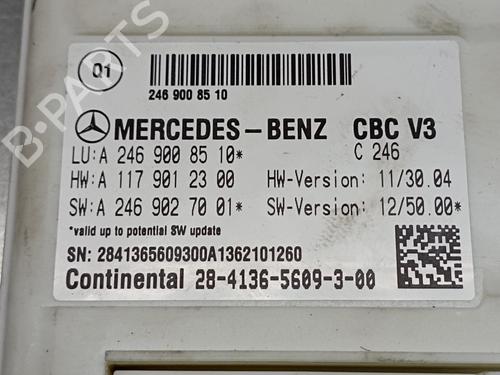 Q1
246 900 85 10
MERCEDES-BENZ CBC V3
LU:A 246 900 85 10* C 246
HW:A 117 901 23 00 HW-Version: 11/30.04
SW:A 246 902 70 01* SW-Version: 12/50.00*
*valid up to potential SW update
SN: 2841365609300A1362101260
Continental 28-4136-5609-3-00
B-PARTS